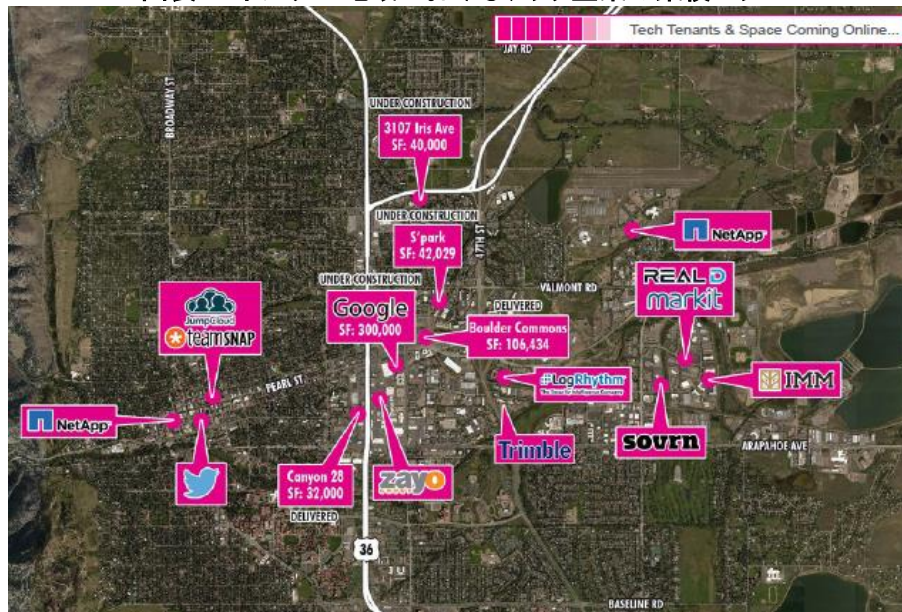 Tech Tenants & Space Coming Online...
JAY RD
BROADWAY ST
UNDER CONSTRUCTION
3107 Iris Ave
SF: 40,000
UNDER CONSTRUCTION
S'park
SF: 42,029
47TH ST
NetApp
VALMONT RD
REAL D
markit
UNDER CONSTRUCTION
Google
SF: 300,000
DELIVERED
Boulder Commons
SF: 106,434
JumpCloud
teamSNAP
PEARL ST.
LogRhythm
IMM
NetApp
Trimble
sovrn
ARAPAHOE AVE
Canyon 28
SF: 32,000
DELIVERED
zayo
GROUP
36
BASELINE RD